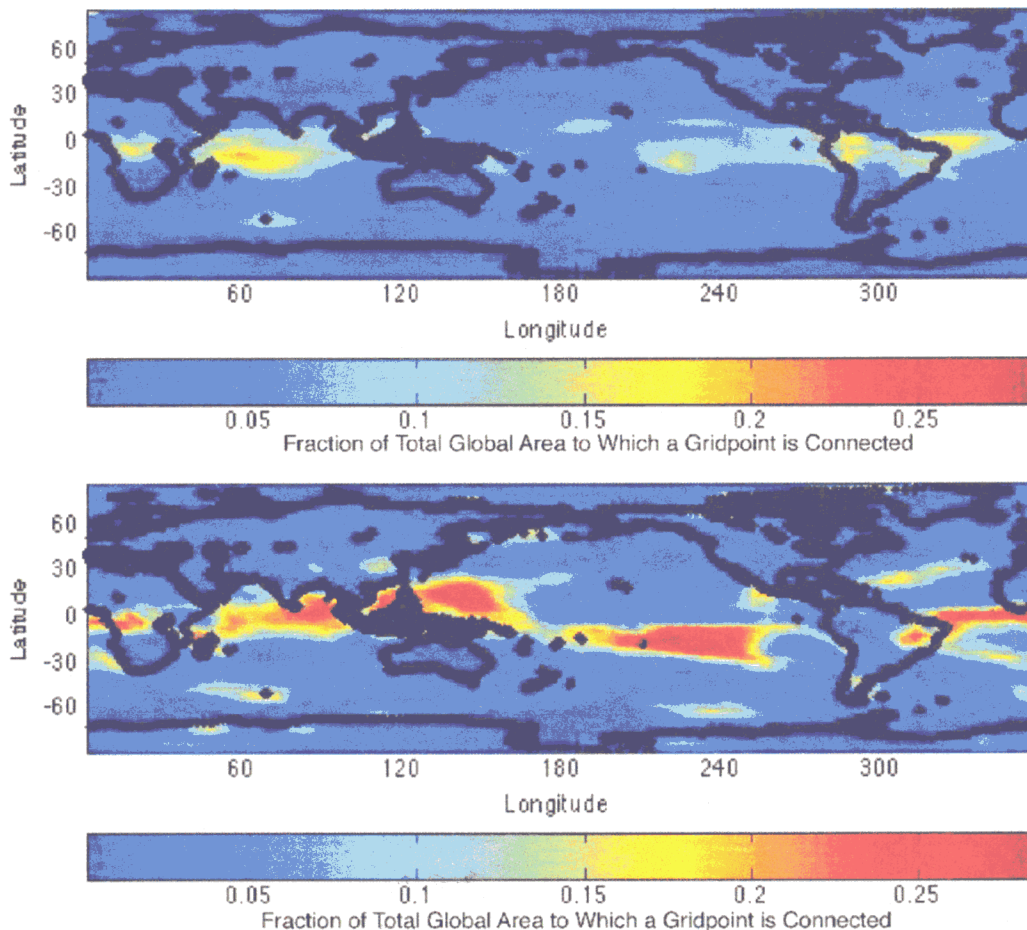 60
30
0
-30
-60
Latitude
60 120 180 240 300
Longitude
0.05 0.1 0.15 0.2 0.25
Fraction of Total Global Area to Which a Gridpoint is Connected
60
30
0
-30
-60
Latitude
60 120 180 240 300
Longitude
0.05 0.1 0.15 0.2 0.25
Fraction of Total Global Area to Which a Gridpoint is Connected